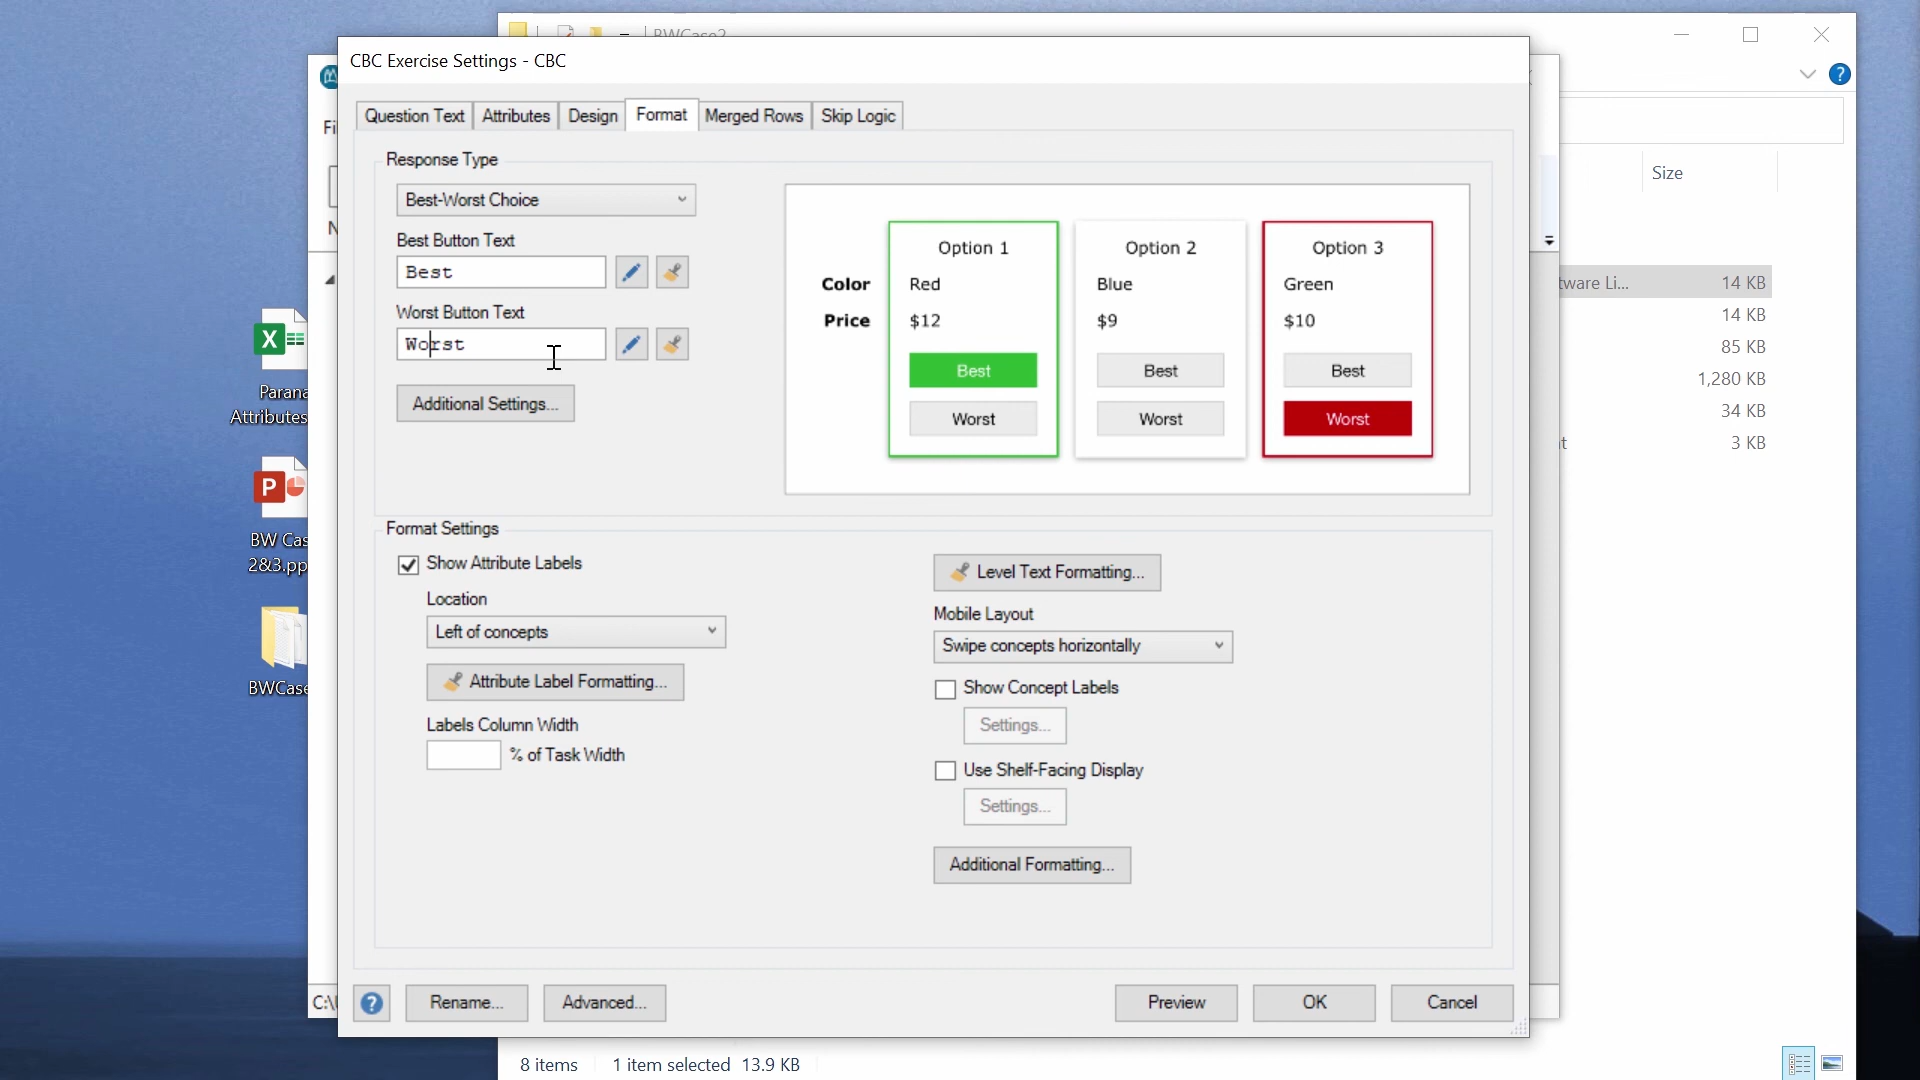 BWCase2
CBC Exercise Settings - CBC
Question Text Attributes Design Format Merged Rows Skip Logic
Response Type
Best-Worst Choice
Best Button Text
Best
Worst Button Text
Worst
Additional Settings...
Option 1 Option 2 Option 3
Color Red Blue Green
Price $12 $9 $10
Best Best Best
Worst Worst Worst
Format Settings
Show Attribute Labels
Location
Left of concepts
Attribute Label Formatting...
Labels Column Width
% of Task Width
Level Text Formatting...
Mobile Layout
Swipe concepts horizontally
Show Concept Labels
Settings...
Use Shelf-Facing Display
Settings...
Additional Formatting...
? Rename... Advanced... Preview OK Cancel
Fi
N
C:\
Size
tware Li... 14 KB
14 KB
85 KB
1,280 KB
34 KB
t 3 KB
Parana
Attributes
BW Cas
2&3.pp
BWCase
8 items 1 item selected 13.9 KB